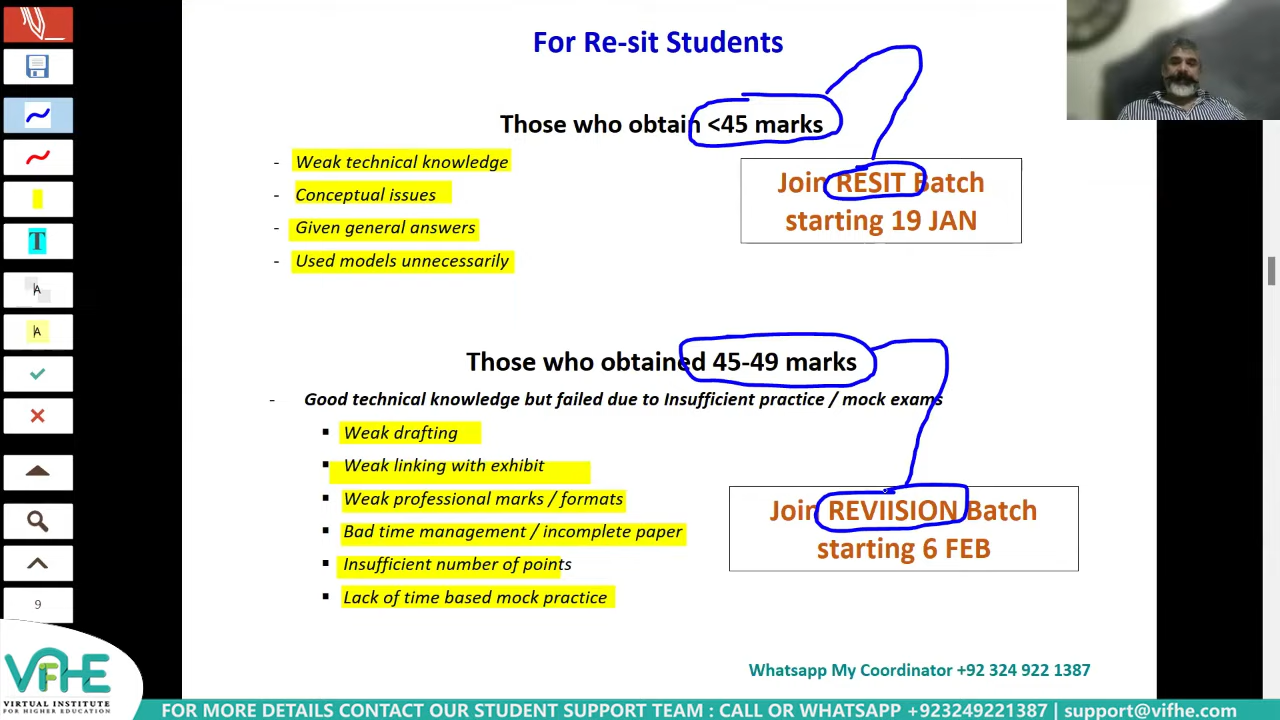 For Re-sit Students
Those who obtain <45 marks
- Weak technical knowledge
- Conceptual issues
- Given general answers
- Used models unnecessarily
Join RESIT Batch
starting 19 JAN
Those who obtained 45-49 marks
- Good technical knowledge but failed due to Insufficient practice / mock exams
▪ Weak drafting
▪ Weak linking with exhibit
▪ Weak professional marks / formats
▪ Bad time management / incomplete paper
▪ Insufficient number of points
▪ Lack of time based mock practice
Join REVIISION Batch
starting 6 FEB
Whatsapp My Coordinator +92 324 922 1387
T
A
A
9
VIFHE
VIRTUAL INSTITUTE
FOR HIGHER EDUCATION
FOR MORE DETAILS CONTACT OUR STUDENT SUPPORT TEAM : CALL OR WHATSAPP +923249221387 | support@vifhe.com